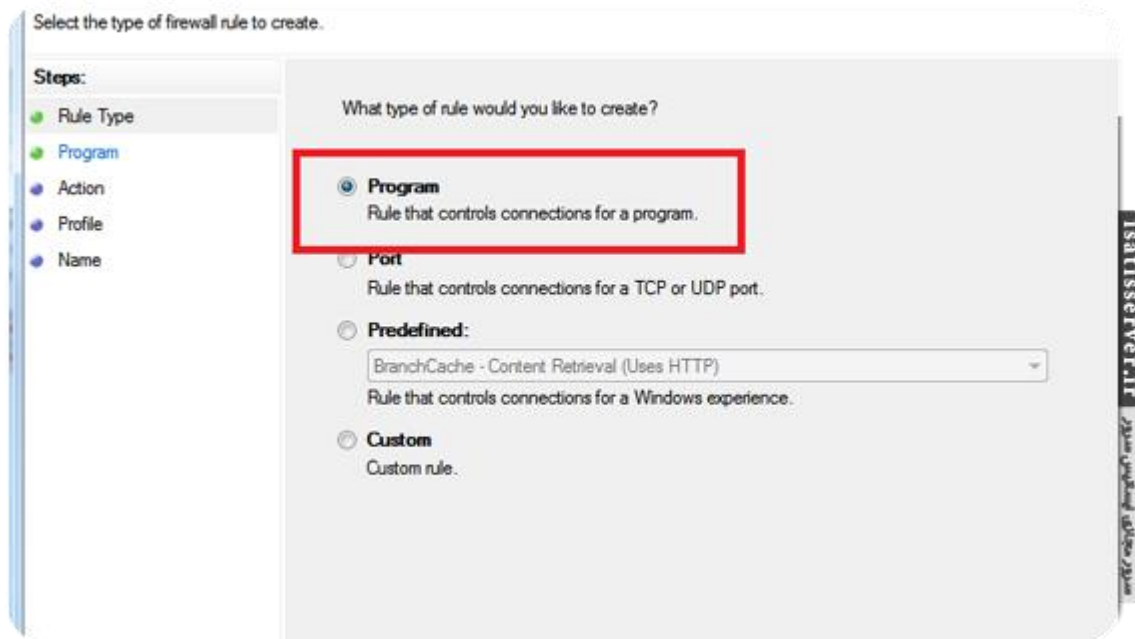 Select the type of firewall rule to create.
Steps:
Rule Type
Program
Action
Profile
Name
What type of rule would you like to create?
Program
Rule that controls connections for a program.
Port
Rule that controls connections for a TCP or UDP port.
Predefined:
BranchCache - Content Retrieval (Uses HTTP)
Rule that controls connections for a Windows experience.
Custom
Custom rule.
isatisserver.ir